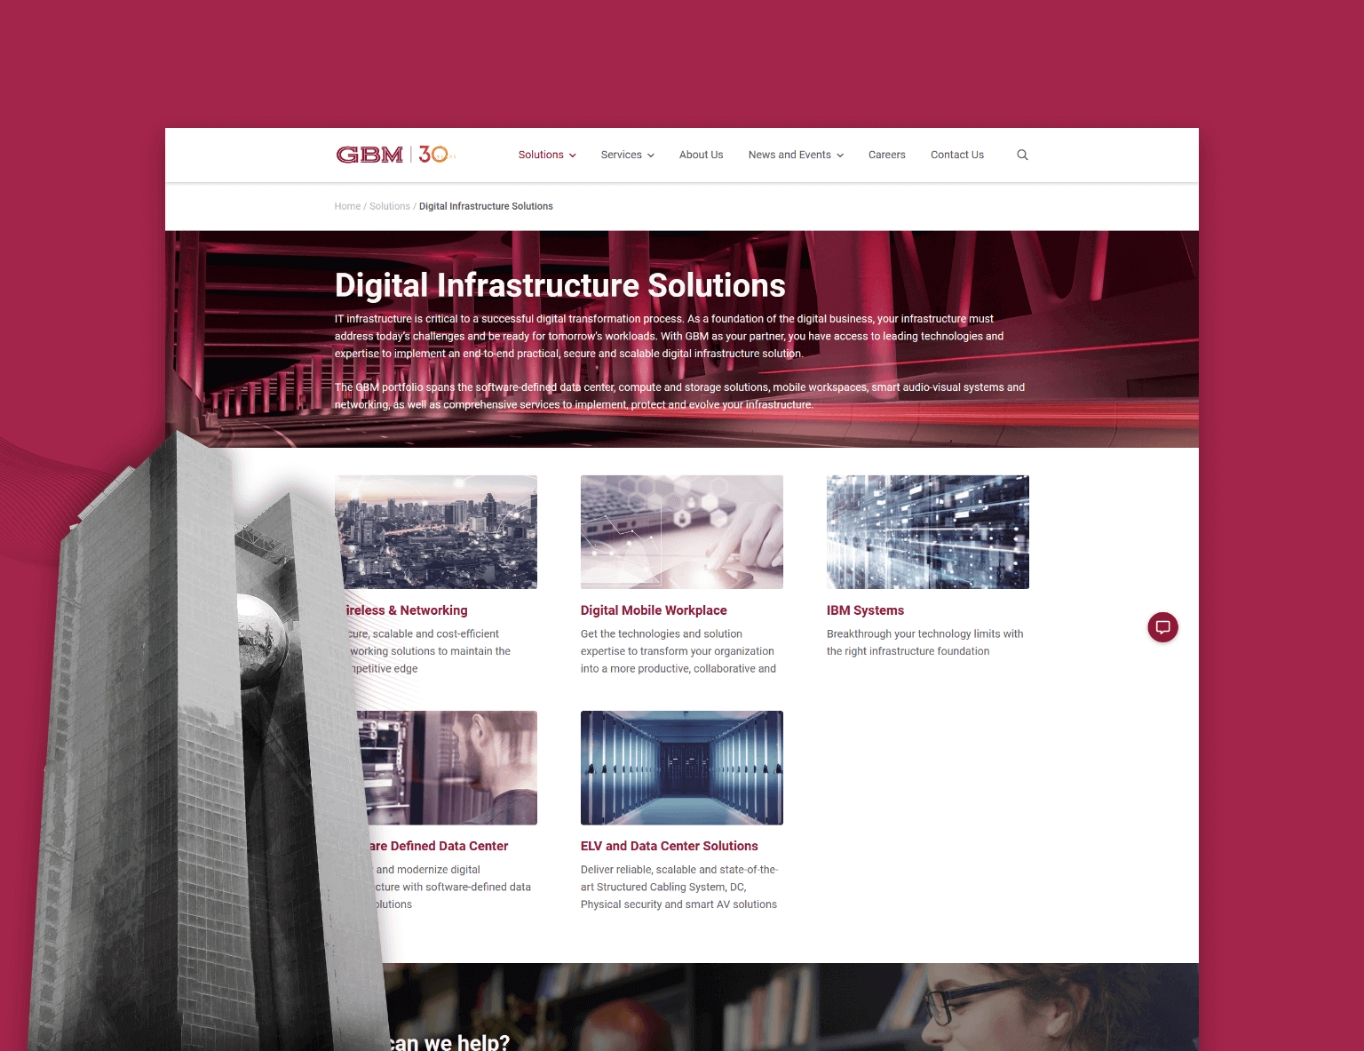 GBM | 30
Solutions
Services
About Us
News and Events
Careers
Contact Us
Home / Solutions / Digital Infrastructure Solutions
Digital Infrastructure Solutions
IT infrastructure is critical to a successful digital transformation process. As a foundation of the digital business, your infrastructure must
address today's challenges and be ready for tomorrow's workloads. With GBM as your partner, you have access to leading technologies and
expertise to implement an end-to-end practical, secure and scalable digital infrastructure solution.
The GBM portfolio spans the software-defined data center, compute and storage solutions, mobile workspaces, smart audio-visual systems and
networking, as well as comprehensive services to implement, protect and evolve your infrastructure.
ireless & Networking
cure, scalable and cost-efficient
working solutions to maintain the
mpetitive edge
Digital Mobile Workplace
Get the technologies and solution
expertise to transform your organization
into a more productive, collaborative and
IBM Systems
Breakthrough your technology limits with
the right infrastructure foundation
are Defined Data Center
and modernize digital
cture with software-defined data
olutions
ELV and Data Center Solutions
Deliver reliable, scalable and state-of-the-
art Structured Cabling System, DC,
Physical security and smart AV solutions
can we help?